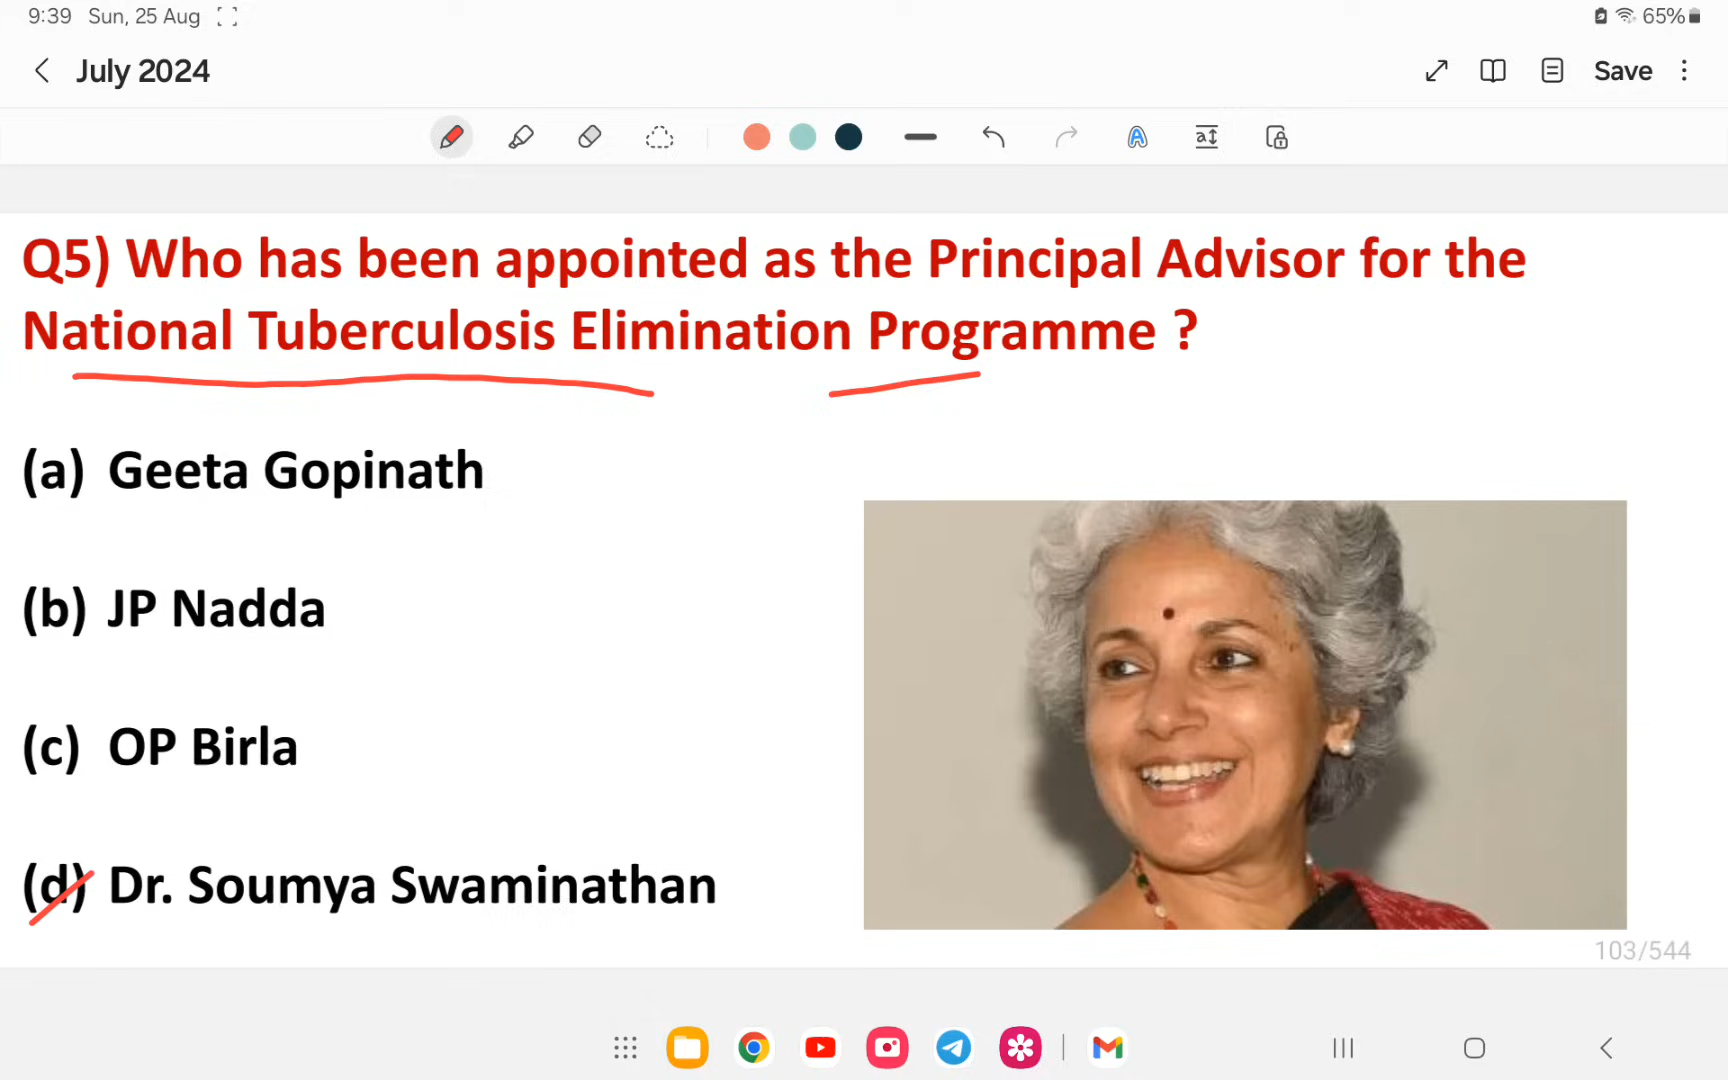 9:39 Sun, 25 Aug 65%
July 2024 Save
Q5) Who has been appointed as the Principal Advisor for the
National Tuberculosis Elimination Programme ?
(a) Geeta Gopinath
(b) JP Nadda
(c) OP Birla
(d) Dr. Soumya Swaminathan
103/544